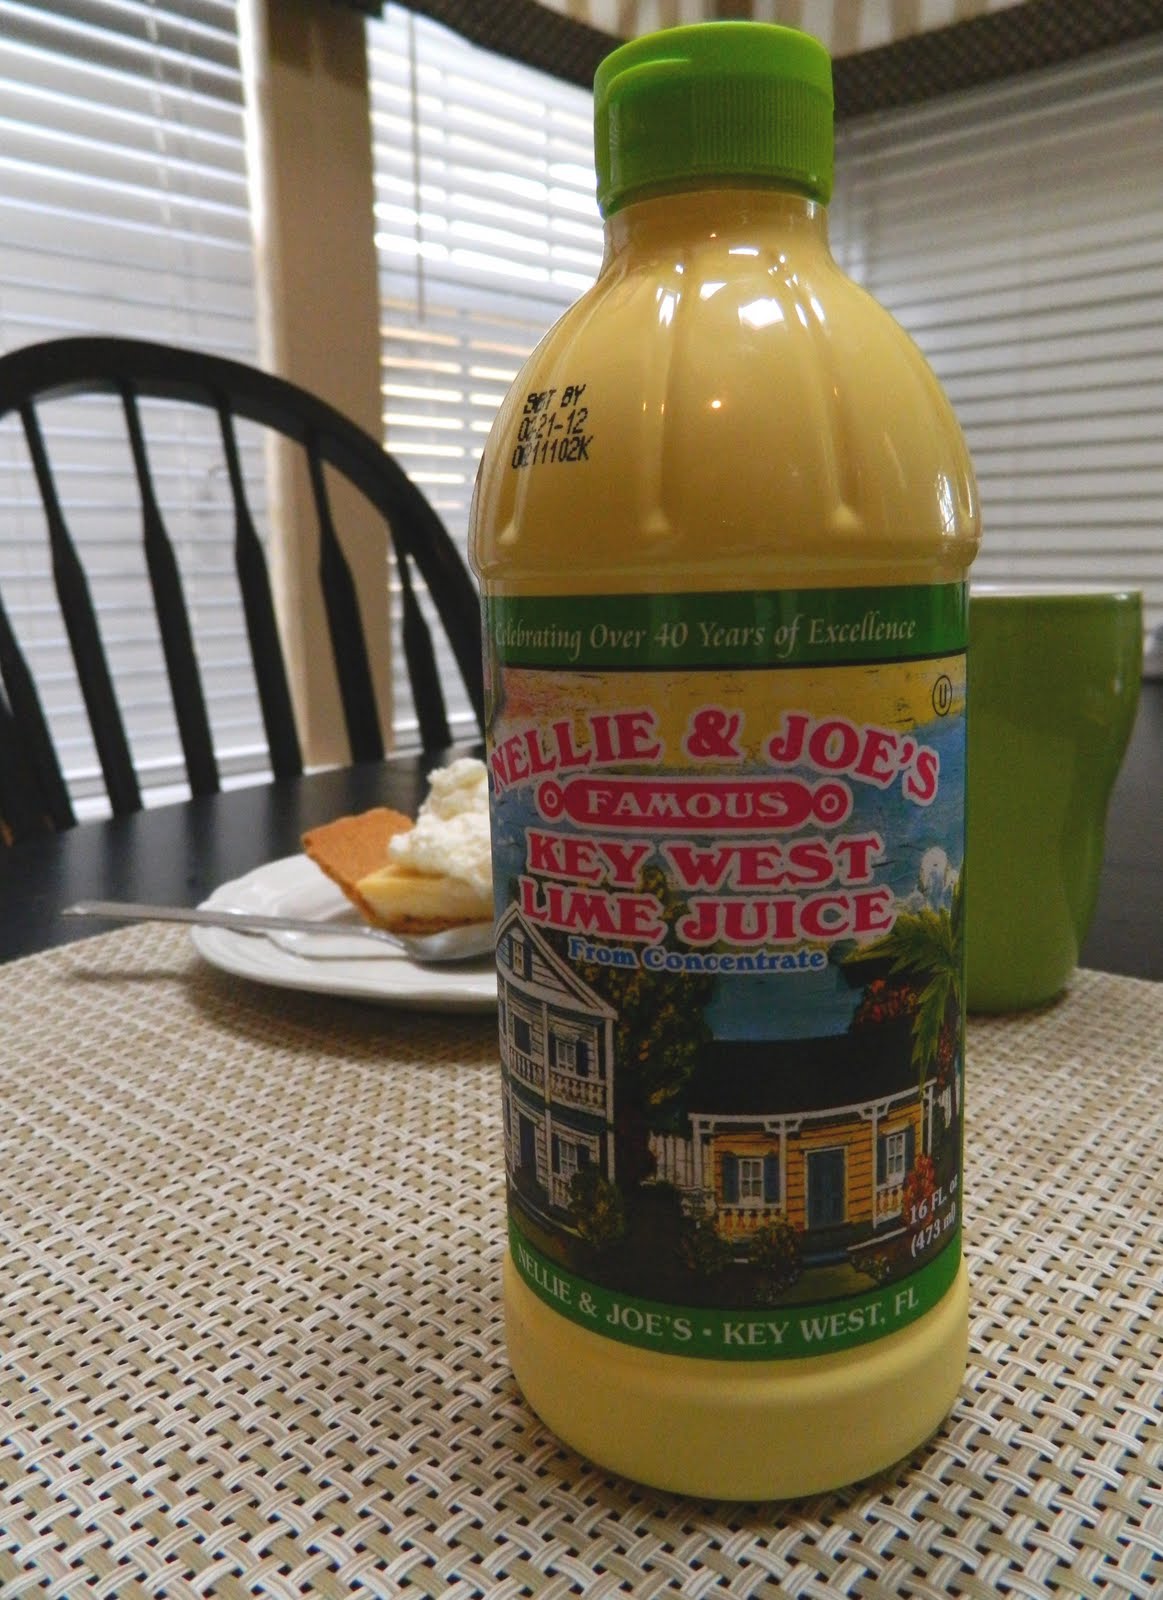 BY
Celebrating Over 40 Years of Excellence
U
NELLIE & JOE'S
FAMOUS
KEY WEST
LIME JUICE
From Concentrate
16 FL. oz
(473 ml)
NELLIE & JOE'S • KEY WEST, FL